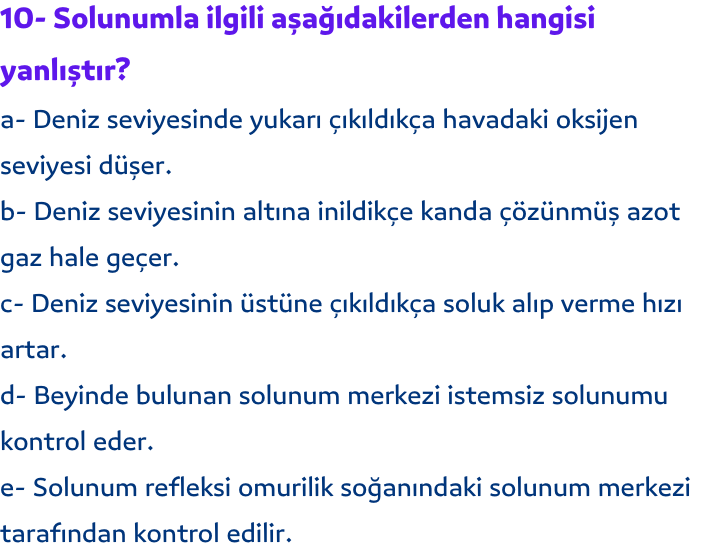 10- Solunumla ilgili aşağıdakilerden hangisi
yanlıştır?
a- Deniz seviyesinde yukarı çıkıldıkça havadaki oksijen
seviyesi düşer.
b- Deniz seviyesinin altına inildikçe kanda çözünmüş azot
gaz hale geçer.
c- Deniz seviyesinin üstüne çıkıldıkça soluk alıp verme hızı
artar.
d- Beyinde bulunan solunum merkezi istemsiz solunumu
kontrol eder.
e- Solunum refleksi omurilik soğanındaki solunum merkezi
tarafından kontrol edilir.